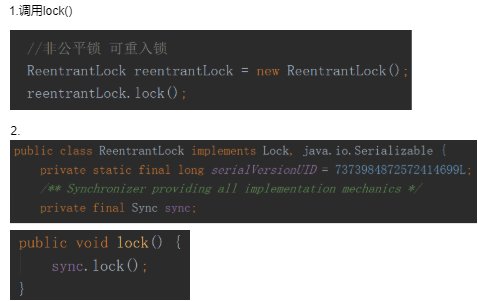 1.调用lock()
//非公平锁 可重入锁
ReentrantLock reentrantLock = new ReentrantLock();
reentrantLock.lock();
2.
public class ReentrantLock implements Lock, java.io.Serializable {
private static final long serialVersionUID = 7373984872572414699L;
/** Synchronizer providing all implementation mechanics */
private final Sync sync;
public void lock() {
sync.lock();
}